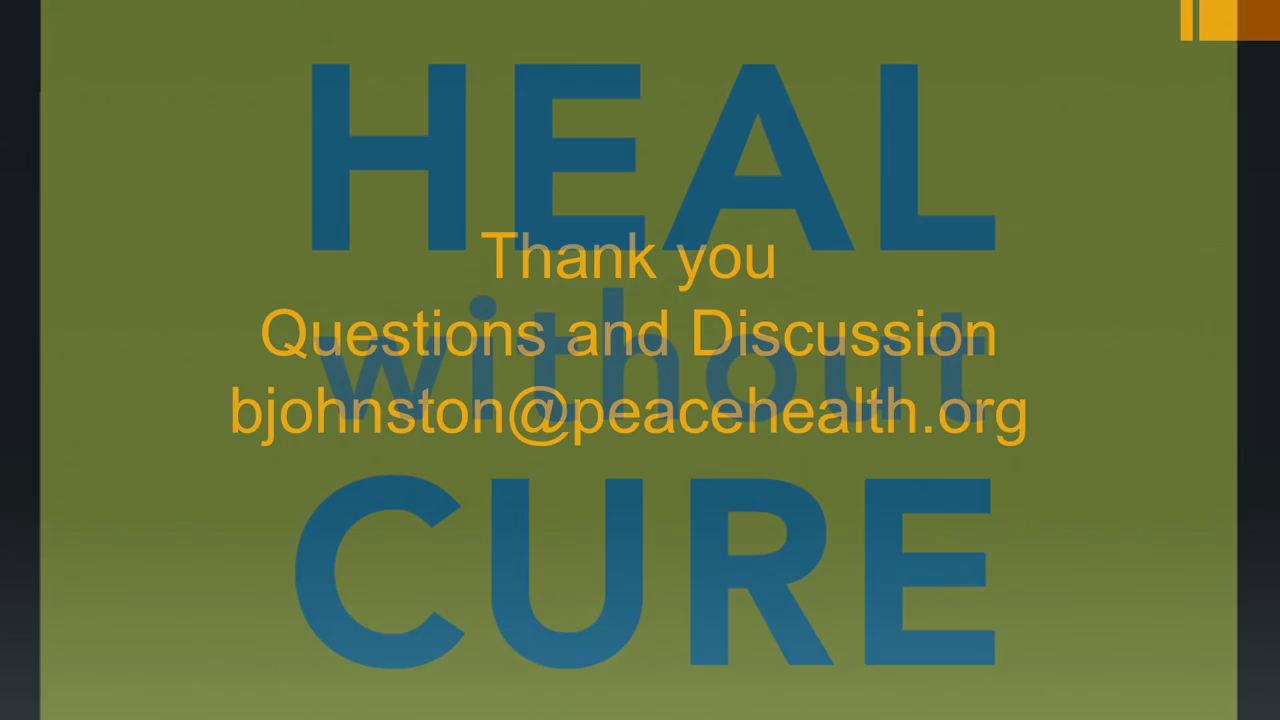 HEAL
Thank you
without
Questions and Discussion
bjohnston@peacehealth.org
CURE